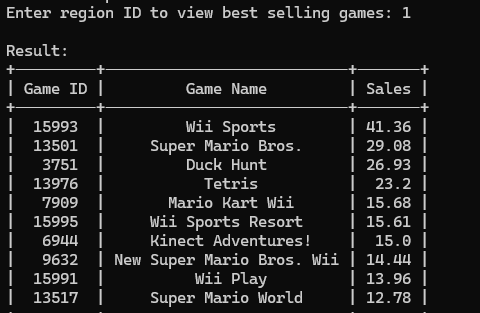 Enter region ID to view best selling games: 1
Result:
+---------+--------------------------+-------+
| Game ID | Game Name | Sales |
+---------+--------------------------+-------+
| 15993 | Wii Sports | 41.36 |
| 13501 | Super Mario Bros. | 29.08 |
| 3751 | Duck Hunt | 26.93 |
| 13976 | Tetris | 23.2 |
| 7909 | Mario Kart Wii | 15.68 |
| 15995 | Wii Sports Resort | 15.61 |
| 6944 | Kinect Adventures! | 15.0 |
| 9632 | New Super Mario Bros. Wii | 14.44 |
| 15991 | Wii Play | 13.96 |
| 13517 | Super Mario World | 12.78 |